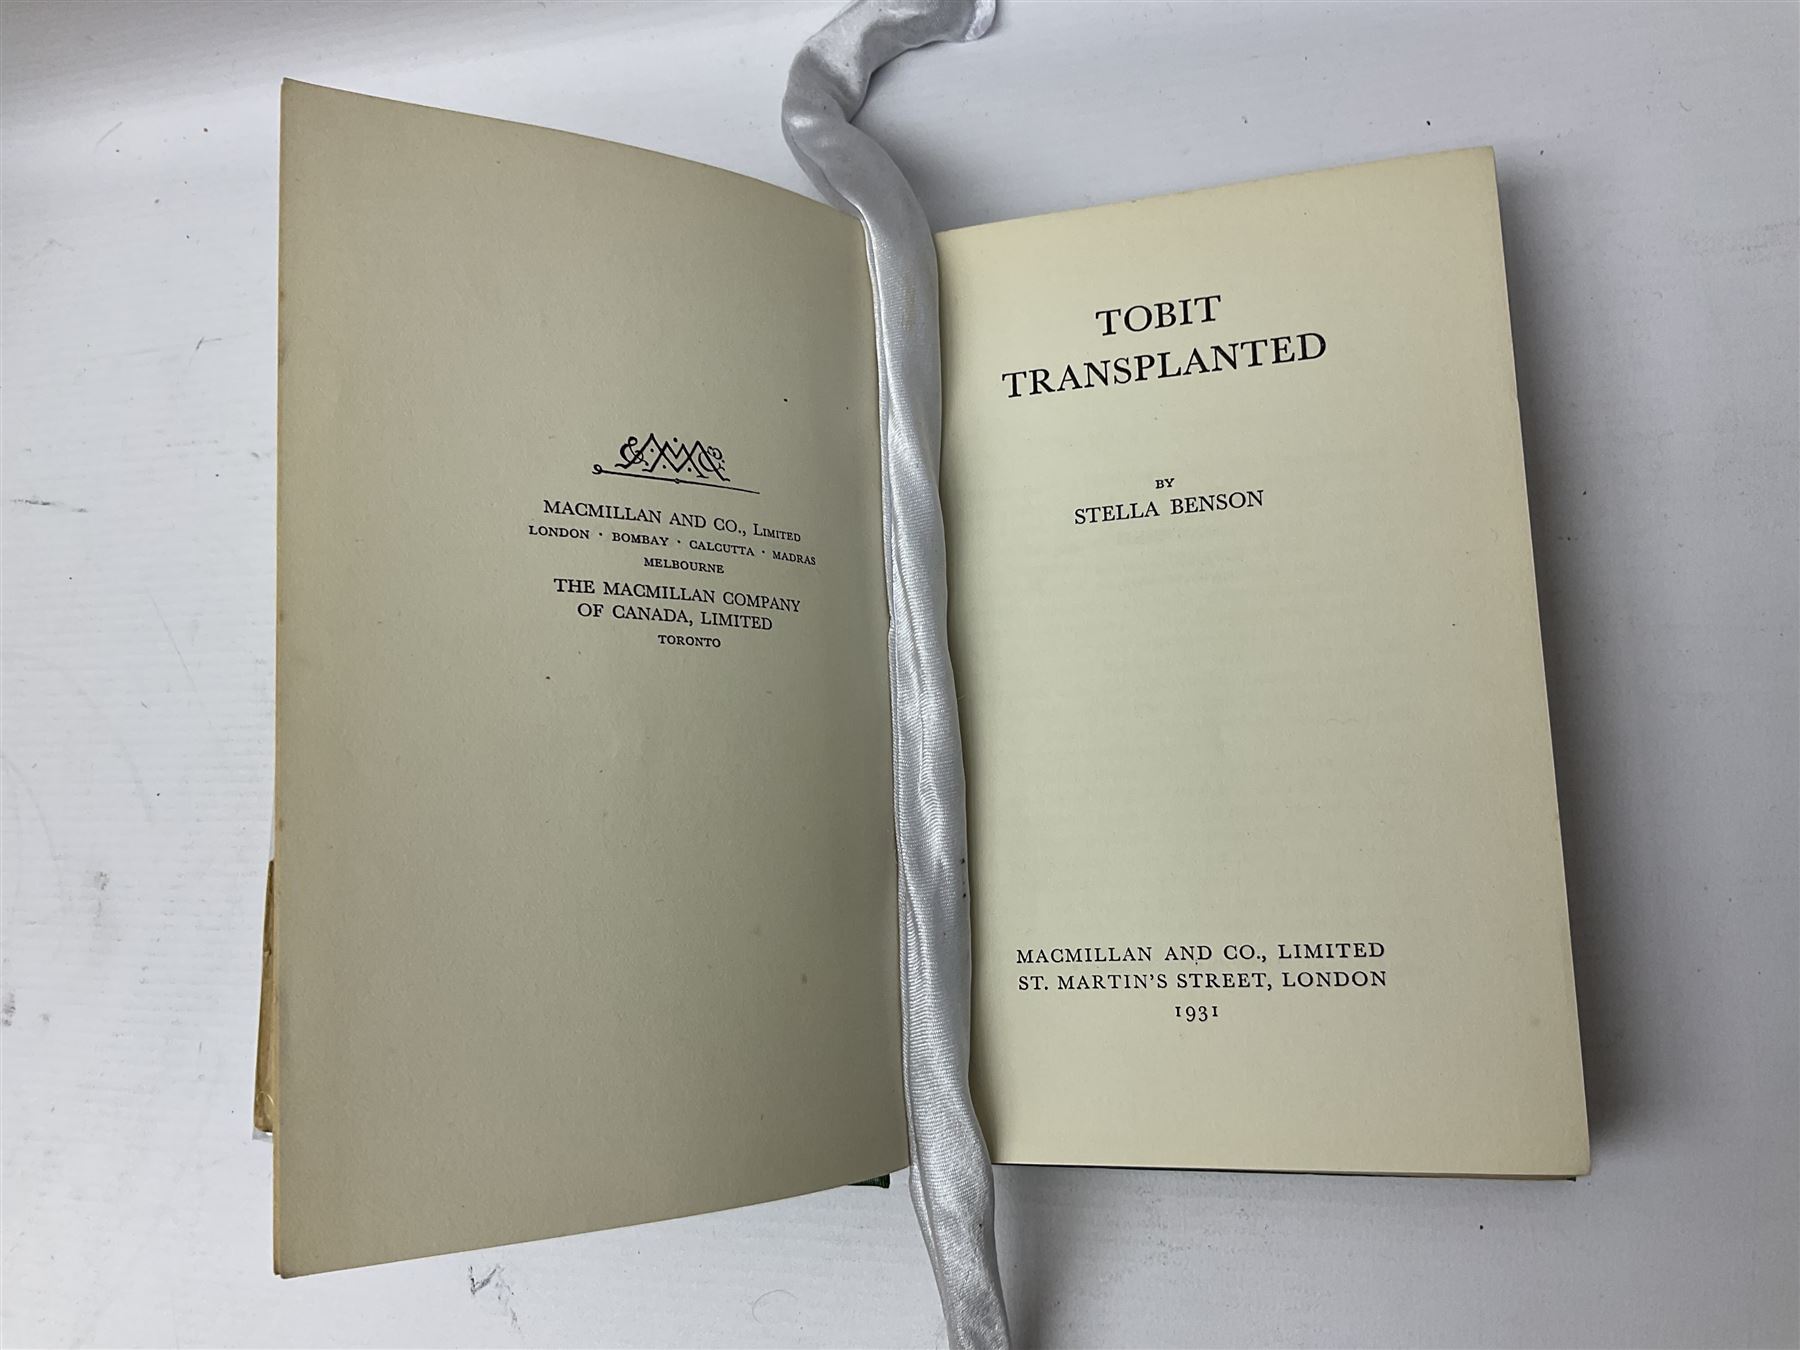 MACMILLAN AND CO., LIMITED
LONDON · BOMBAY · CALCUTTA · MADRAS
MELBOURNE
THE MACMILLAN COMPANY
OF CANADA, LIMITED
TORONTO
TOBIT
TRANSPLANTED
BY
STELLA BENSON
MACMILLAN AND CO., LIMITED
ST. MARTIN'S STREET, LONDON
1931